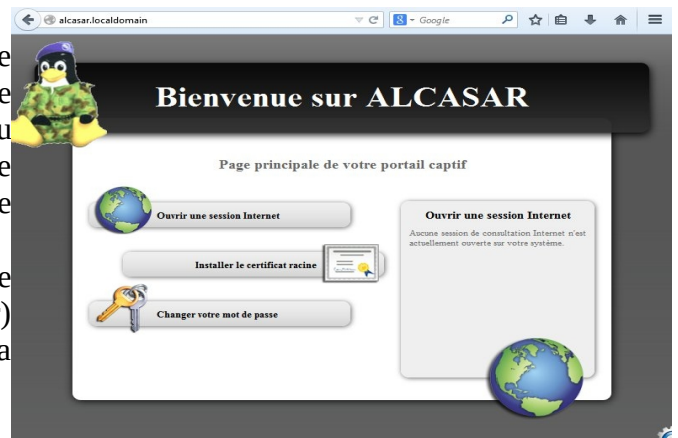 alcasar.localdomain
Google
Bienvenue sur ALCASAR
Page principale de votre portail captif
Ouvrir une session Internet
Installer le certificat racine
Changer votre mot de passe
Ouvrir une session Internet
Aucune session de consultation Internet n'est
actuellement ouverte sur votre système.